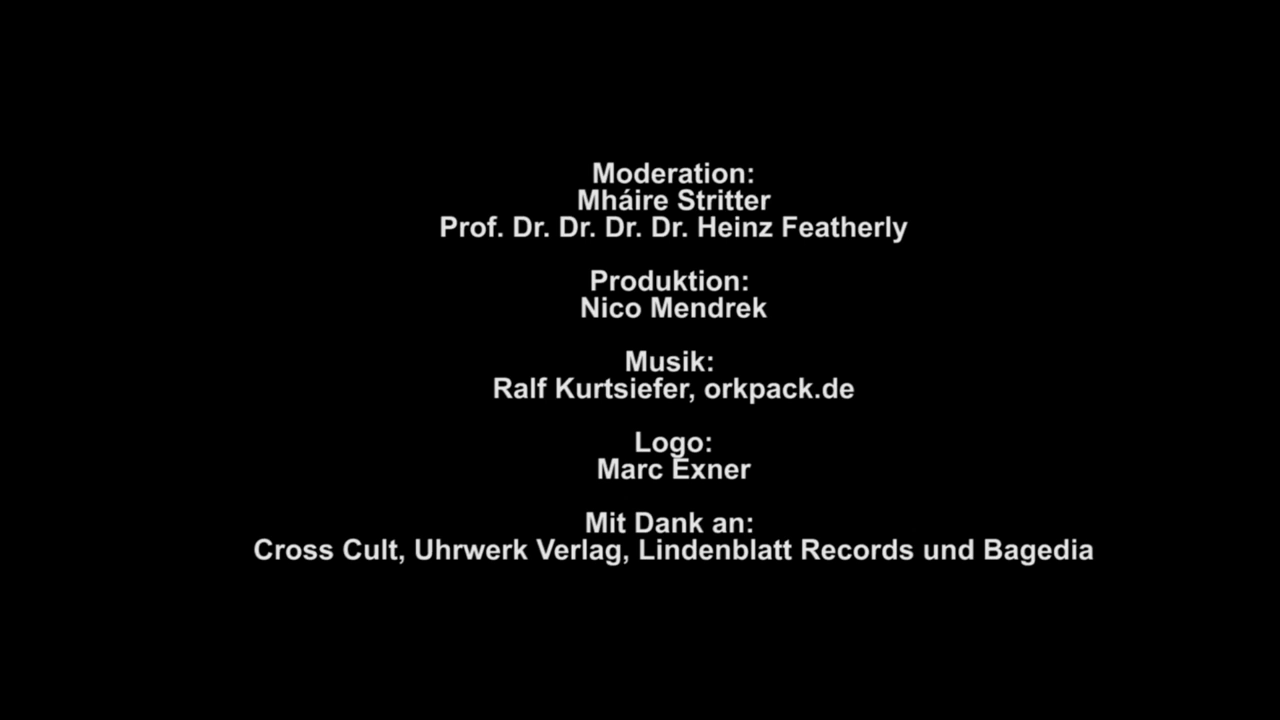 Moderation:
Mháire Stritter
Prof. Dr. Dr. Dr. Dr. Heinz Featherly
Produktion:
Nico Mendrek
Musik:
Ralf Kurtsiefer, orkpack.de
Logo:
Marc Exner
Mit Dank an:
Cross Cult, Uhrwerk Verlag, Lindenblatt Records und Bagedia